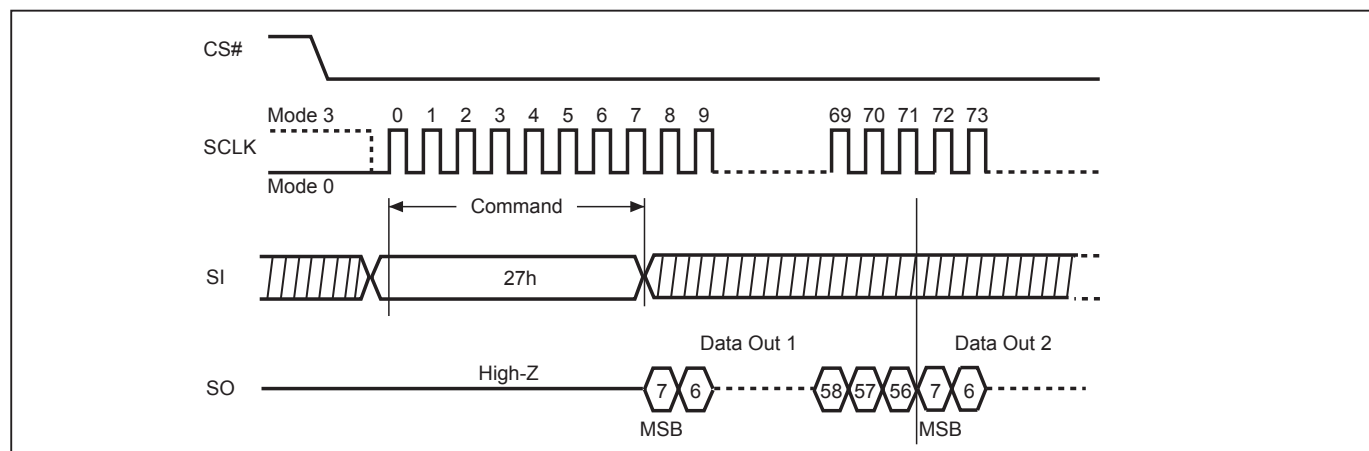 CS#
Mode 3
0 1 2 3 4 5 6 7 8 9 69 70 71 72 73
SCLK
Mode 0
Command
SI
27h
Data Out 1 Data Out 2
High-Z
SO
7 6 58 57 56 7 6
MSB MSB